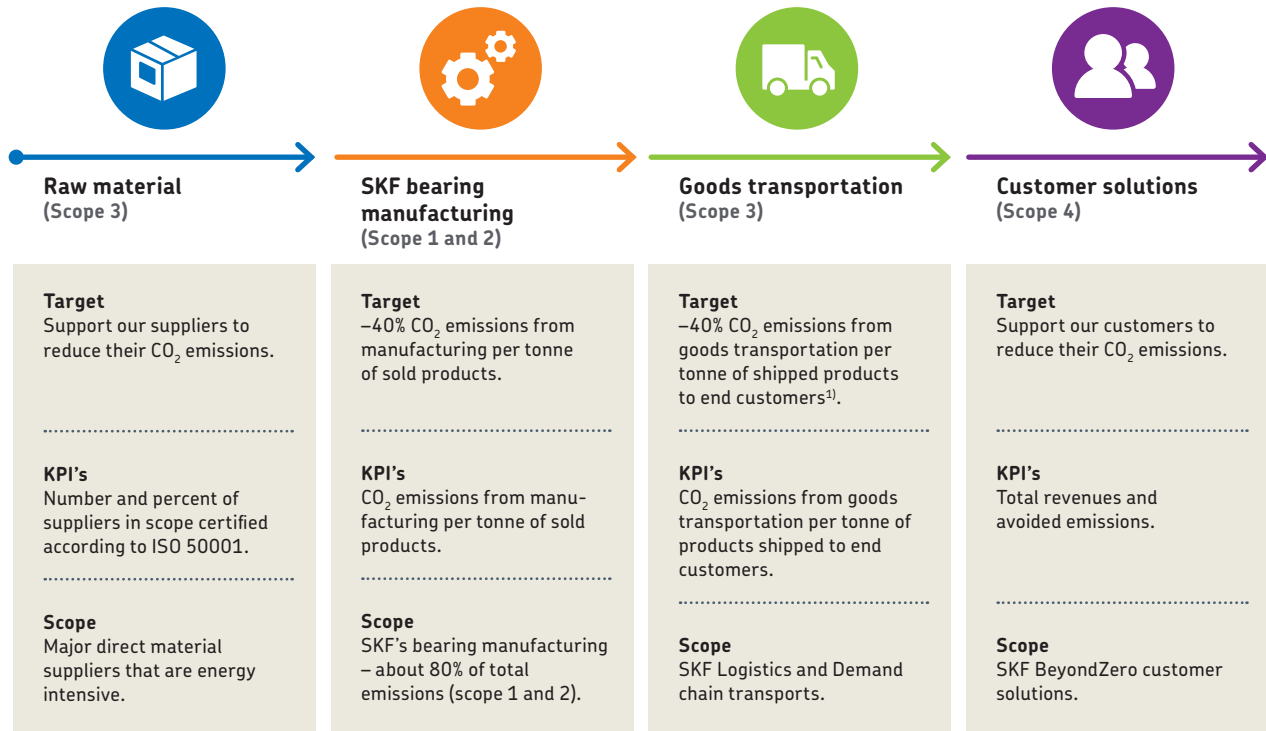 Raw material
(Scope 3)
SKF bearing
manufacturing
(Scope 1 and 2)
Goods transportation
(Scope 3)
Customer solutions
(Scope 4)
Target
Support our suppliers to
reduce their CO₂ emissions.
KPI’s
Number and percent of
suppliers in scope certified
according to ISO 50001.
Scope
Major direct material
suppliers that are energy
intensive.
Target
–40% CO₂ emissions from
manufacturing per tonne
of sold products.
KPI’s
CO₂ emissions from manu-
facturing per tonne of sold
products.
Scope
SKF’s bearing manufacturing
– about 80% of total
emissions (scope 1 and 2).
Target
–40% CO₂ emissions from
goods transportation per
tonne of shipped products
to end customers¹⁾.
KPI’s
CO₂ emissions from goods
transportation per tonne of
products shipped to end
customers.
Scope
SKF Logistics and Demand
chain transports.
Target
Support our customers to
reduce their CO₂ emissions.
KPI’s
Total revenues and
avoided emissions.
Scope
SKF BeyondZero customer
solutions.